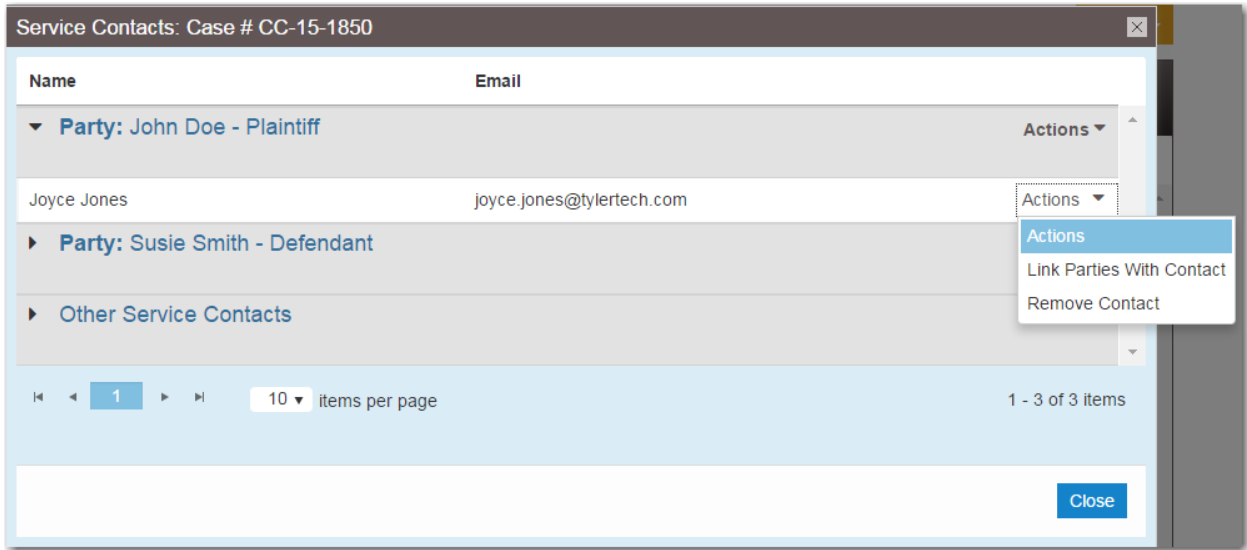 Service Contacts: Case # CC-15-1850
Name Email
Party: John Doe - Plaintiff Actions
Joyce Jones joyce.jones@tylertech.com Actions
Actions
Party: Susie Smith - Defendant
Link Parties With Contact
Remove Contact
Other Service Contacts
1 10 items per page 1 - 3 of 3 items
Close